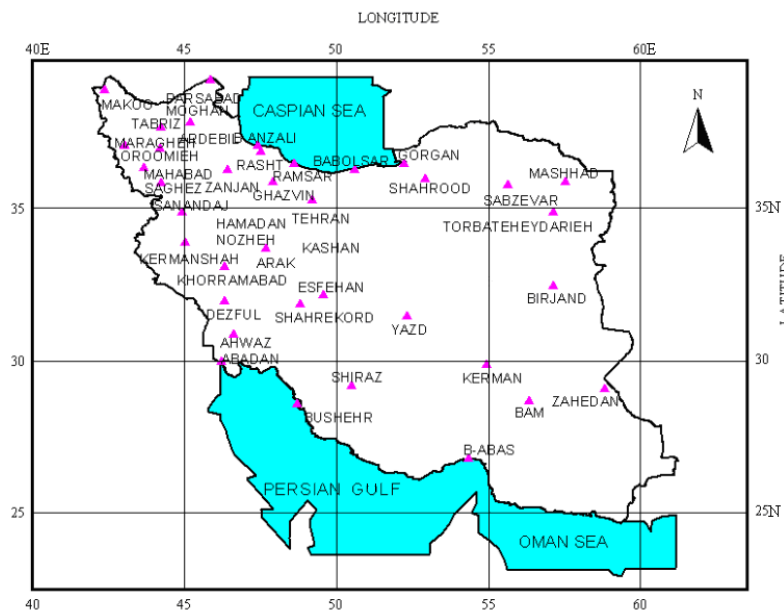 LONGITUDE
40E 45 50 55 60E
N
PARSABAD
MAKOO
MOGHAN
CASPIAN SEA
TABRIZ
ARDEBIL
ANZALI
MARAGHEH
OROOMIEH
RASHT
BABOLSAR
GORGAN
MAHABAD
RAMSAR
MASHHAD
SAGHEZ
ZANJAN
GHAZVIN
SHAHROOD
SABZEVAR
SANANDAJ
35
35N
TEHRAN
TORBATEHEYDARIEH
HAMADAN
NOZHEH
KASHAN
KERMANSHAH
ARAK
LATITUDE
KHORRAMABAD
ESFEHAN
BIRJAND
DEZFUL
SHAHREKORD
YAZD
AHWAZ
ABADAN
30
30
SHIRAZ
KERMAN
BUSHEHR
BAM
ZAHEDAN
B-ABAS
PERSIAN GULF
25
25N
OMAN SEA
40 45 50 55 60E